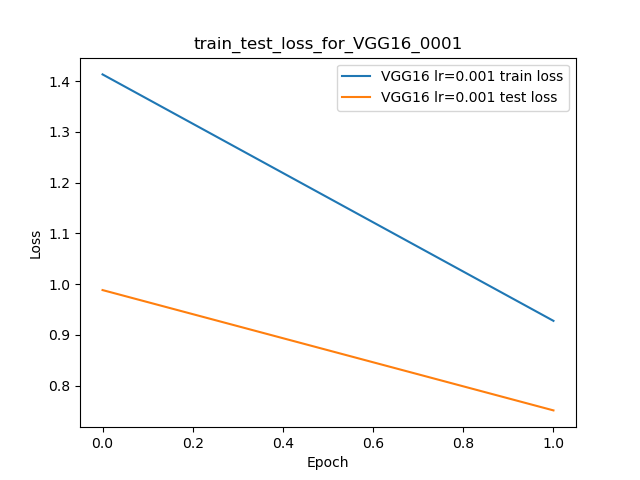 train_test_loss_for_VGG16_0001
VGG16 lr=0.001 train loss
VGG16 lr=0.001 test loss
1.4
1.3
1.2
1.1
1.0
0.9
0.8
Loss
0.0 0.2 0.4 0.6 0.8 1.0
Epoch